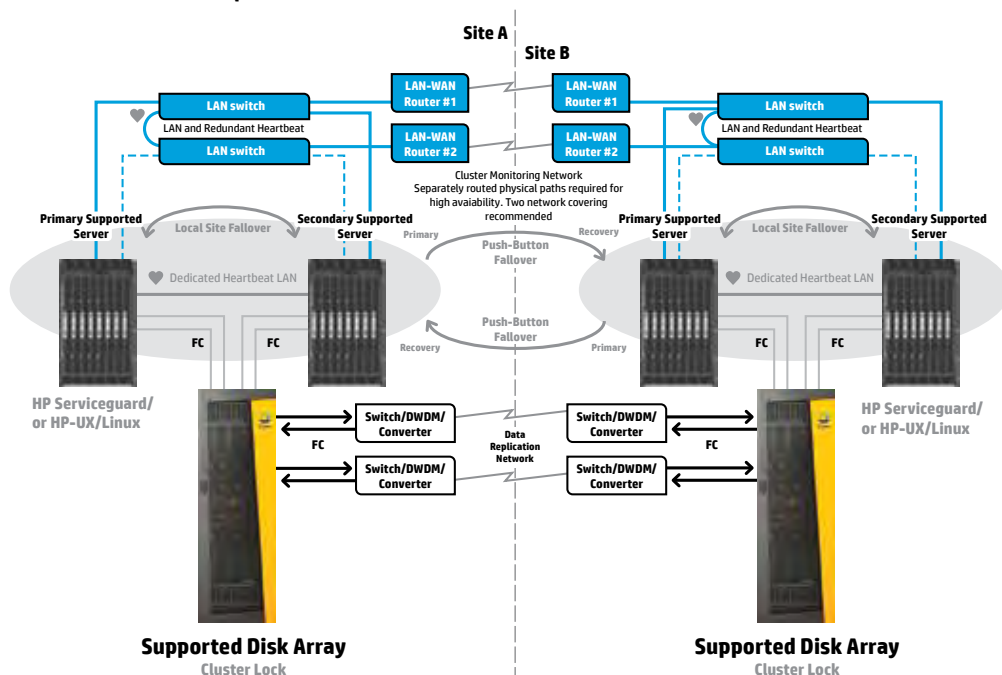 Site A
Site B
LAN-WAN
Router #1
LAN-WAN
Router #1
LAN switch
LAN switch
LAN and Redundant Heartbeat
LAN and Redundant Heartbeat
LAN switch
LAN switch
LAN-WAN
Router #2
LAN-WAN
Router #2
Cluster Monitoring Network
Separately routed physical paths required for
high avaiability. Two network covering
recommended
Primary Supported
Server
Local Site Fallover
Secondary Supported
Server
Primary
Push-Button
Fallover
Recovery
Primary Supported
Server
Local Site Fallover
Secondary Supported
Server
Dedicated Heartbeat LAN
Dedicated Heartbeat LAN
Push-Button
Fallover
Recovery
Primary
FC
FC
FC
FC
HP Serviceguard/
or HP-UX/Linux
HP Serviceguard/
or HP-UX/Linux
Switch/DWDM/
Converter
Switch/DWDM/
Converter
FC
Data
Replication
Network
FC
Switch/DWDM/
Converter
Switch/DWDM/
Converter
Supported Disk Array
Cluster Lock
Supported Disk Array
Cluster Lock